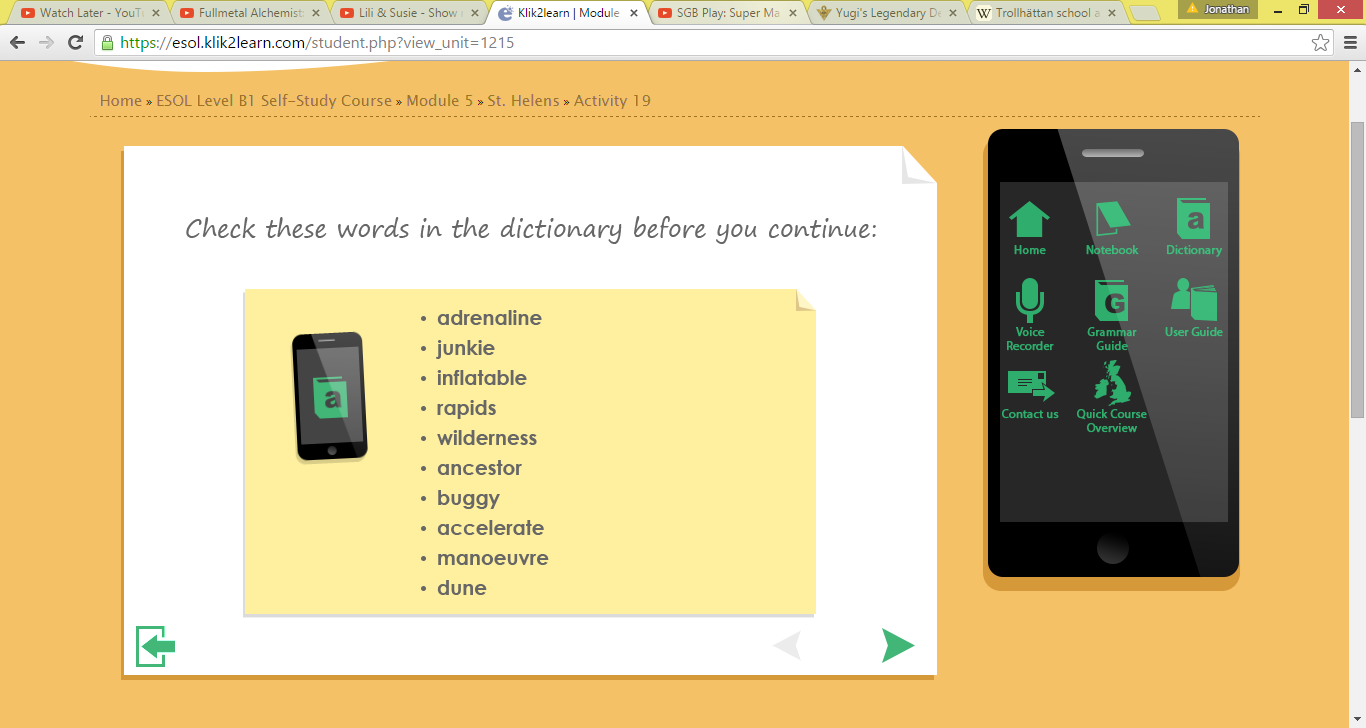 Watch Later - YouTu
Fullmetal Alchemist:
Lili & Susie - Show
Klik2learn | Module
SGB Play: Super Ma
Yugi's Legendary De
Trollhättan school a
Jonathan
https://esol.klik2learn.com/student.php?view_unit=1215
Home » ESOL Level B1 Self-Study Course » Module 5 » St. Helens » Activity 19
Check these words in the dictionary before you continue:
a
• adrenaline
• junkie
• inflatable
• rapids
• wilderness
• ancestor
• buggy
• accelerate
• manoeuvre
• dune
a
Home
Notebook
Dictionary
G
Voice
Recorder
Grammar
Guide
User Guide
Contact us
Quick Course
Overview